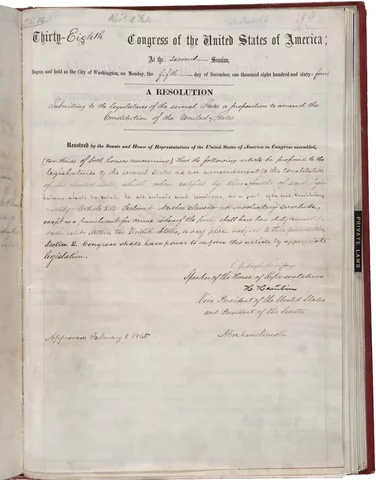 Thirty-Eighth Congress of the United States of America;
At the second Session,
Begun and held at the City of Washington, on Monday, the fifth day of December, one thousand eight hundred and sixty-four
A RESOLUTION
Submitting to the legislatures of the several States a proposition to amend the
Constitution of the United States.
Resolved by the Senate and House of Representatives of the United States of America in Congress assembled,
(two-thirds of both houses concurring), That the following article be proposed to the
legislatures of the several States as an amendment to the constitution
of the United States, which, when ratified by three-fourths of said legis-
latures shall be valid, to all intents and purposes, as a part of the said constitution,
namely: Article XIII. Section 1. Neither slavery nor involuntary servitude,
except as a punishment for crime whereof the party shall have been duly convicted,
shall exist within the United States, or any place subject to their jurisdiction.
Section 2. Congress shall have power to enforce this article by appropriate
legislation.
Speaker of the House of Representatives
H. Hamlin
Vice President of the United States
and President of the Senate
Approved February 1. 1865.
Abraham Lincoln
PRIVATE LAWS